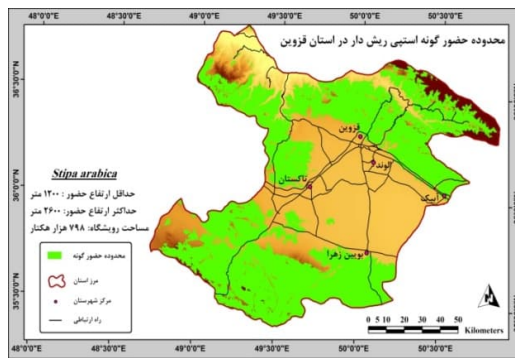 48°0'0"E 48°30'0"E 49°0'0"E 49°30'0"E 50°0'0"E 50°30'0"E
محدوده حضور گونه استپی ریش دار در استان قزوین
36°30'0"N
36°0'0"N
35°30'0"N
قزوین
الوند
تاکستان
آبیک
بویین زهرا
Stipa arabica
حداقل ارتفاع حضور : ۱۲۰۰ متر
حداکثر ارتفاع حضور: ۲۶۰۰ متر
مساحت رویشگاه: ۷۹۸ هزار هکتار
محدوده حضور گونه
مرز استان
مرکز شهرستان
راه ارتباطی
N
0 5 10 20 30 40 50
Kilometers
48°0'0"E 48°30'0"E 49°0'0"E 49°30'0"E 50°0'0"E 50°30'0"E